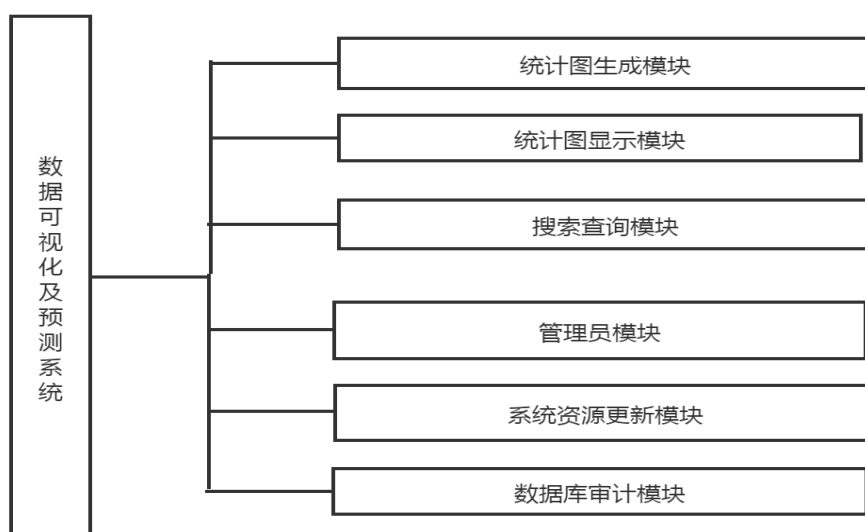 数据可视化及预测系统
统计图生成模块
统计图显示模块
搜索查询模块
管理员模块
系统资源更新模块
数据库审计模块